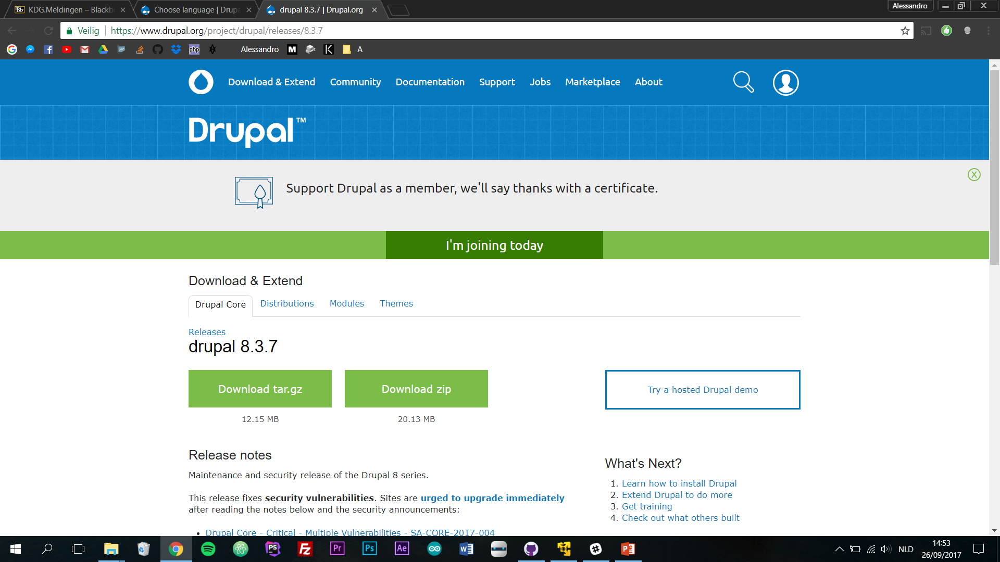 KDG.Meldingen – Blackb
Choose language | Drupa
drupal 8.3.7 | Drupal.org
Alessandro
Veilig
https://www.drupal.org/project/drupal/releases/8.3.7
php
Alessandro
M
K
A
Download & Extend
Community
Documentation
Support
Jobs
Marketplace
About
Drupal™
Support Drupal as a member, we'll say thanks with a certificate.
I'm joining today
Download & Extend
Drupal Core
Distributions
Modules
Themes
Releases
drupal 8.3.7
Download tar.gz
Download zip
Try a hosted Drupal demo
12.15 MB
20.13 MB
Release notes
Maintenance and security release of the Drupal 8 series.
This release fixes security vulnerabilities. Sites are urged to upgrade immediately
after reading the notes below and the security announcements:
• Drupal Core - Critical - Multiple Vulnerabilities - SA-CORE-2017-004
What's Next?
1. Learn how to install Drupal
2. Extend Drupal to do more
3. Get training
4. Check out what others built
NLD
14:53
26/09/2017